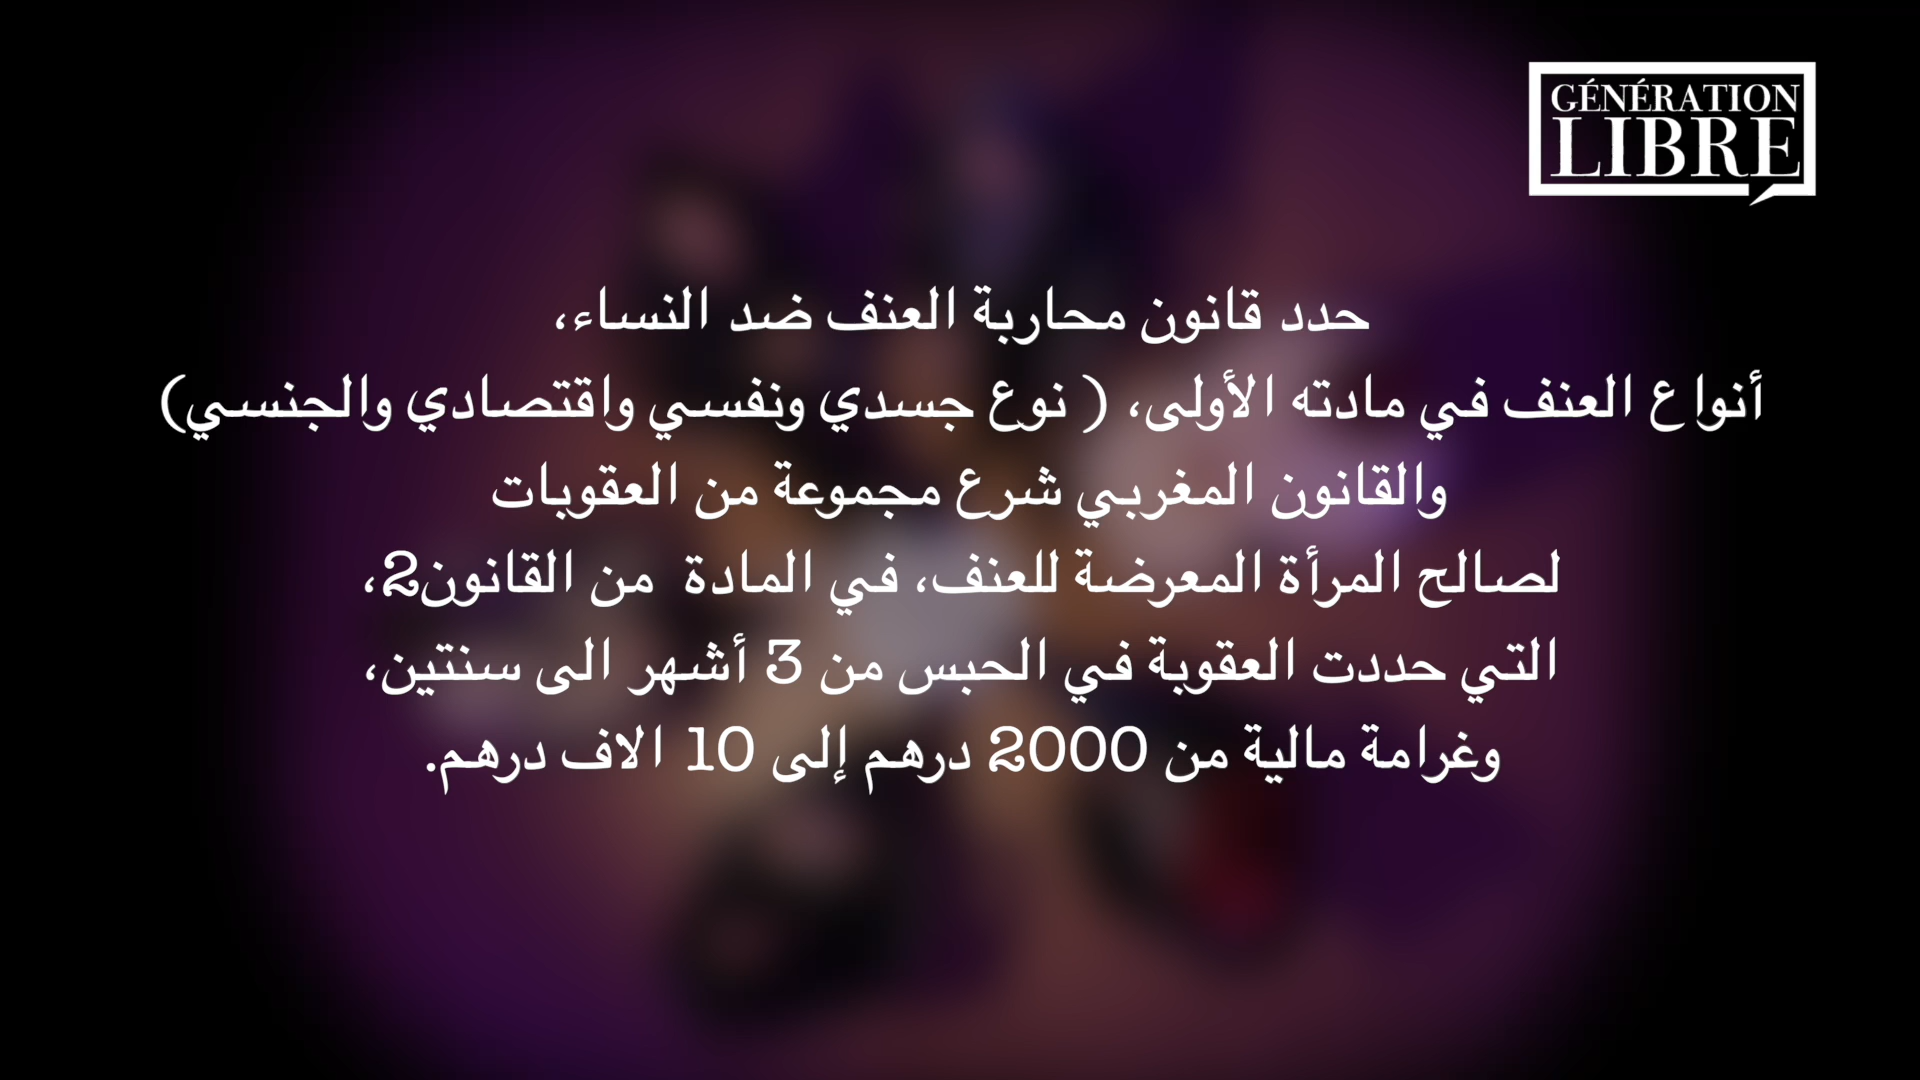 GÉNÉRATION
LIBRE
حدد قانون محاربة العنف ضد النساء،
أنواع العنف في مادته الأولى، ( نوع جسدي ونفسي واقتصادي والجنسي)
والقانون المغربي شرع مجموعة من العقوبات
لصالح المرأة المعرضة للعنف، في المادة من القانون2،
التي حددت العقوبة في الحبس من 3 أشهر الى سنتين،
وغرامة مالية من 2000 درهم إلى 10 الاف درهم.